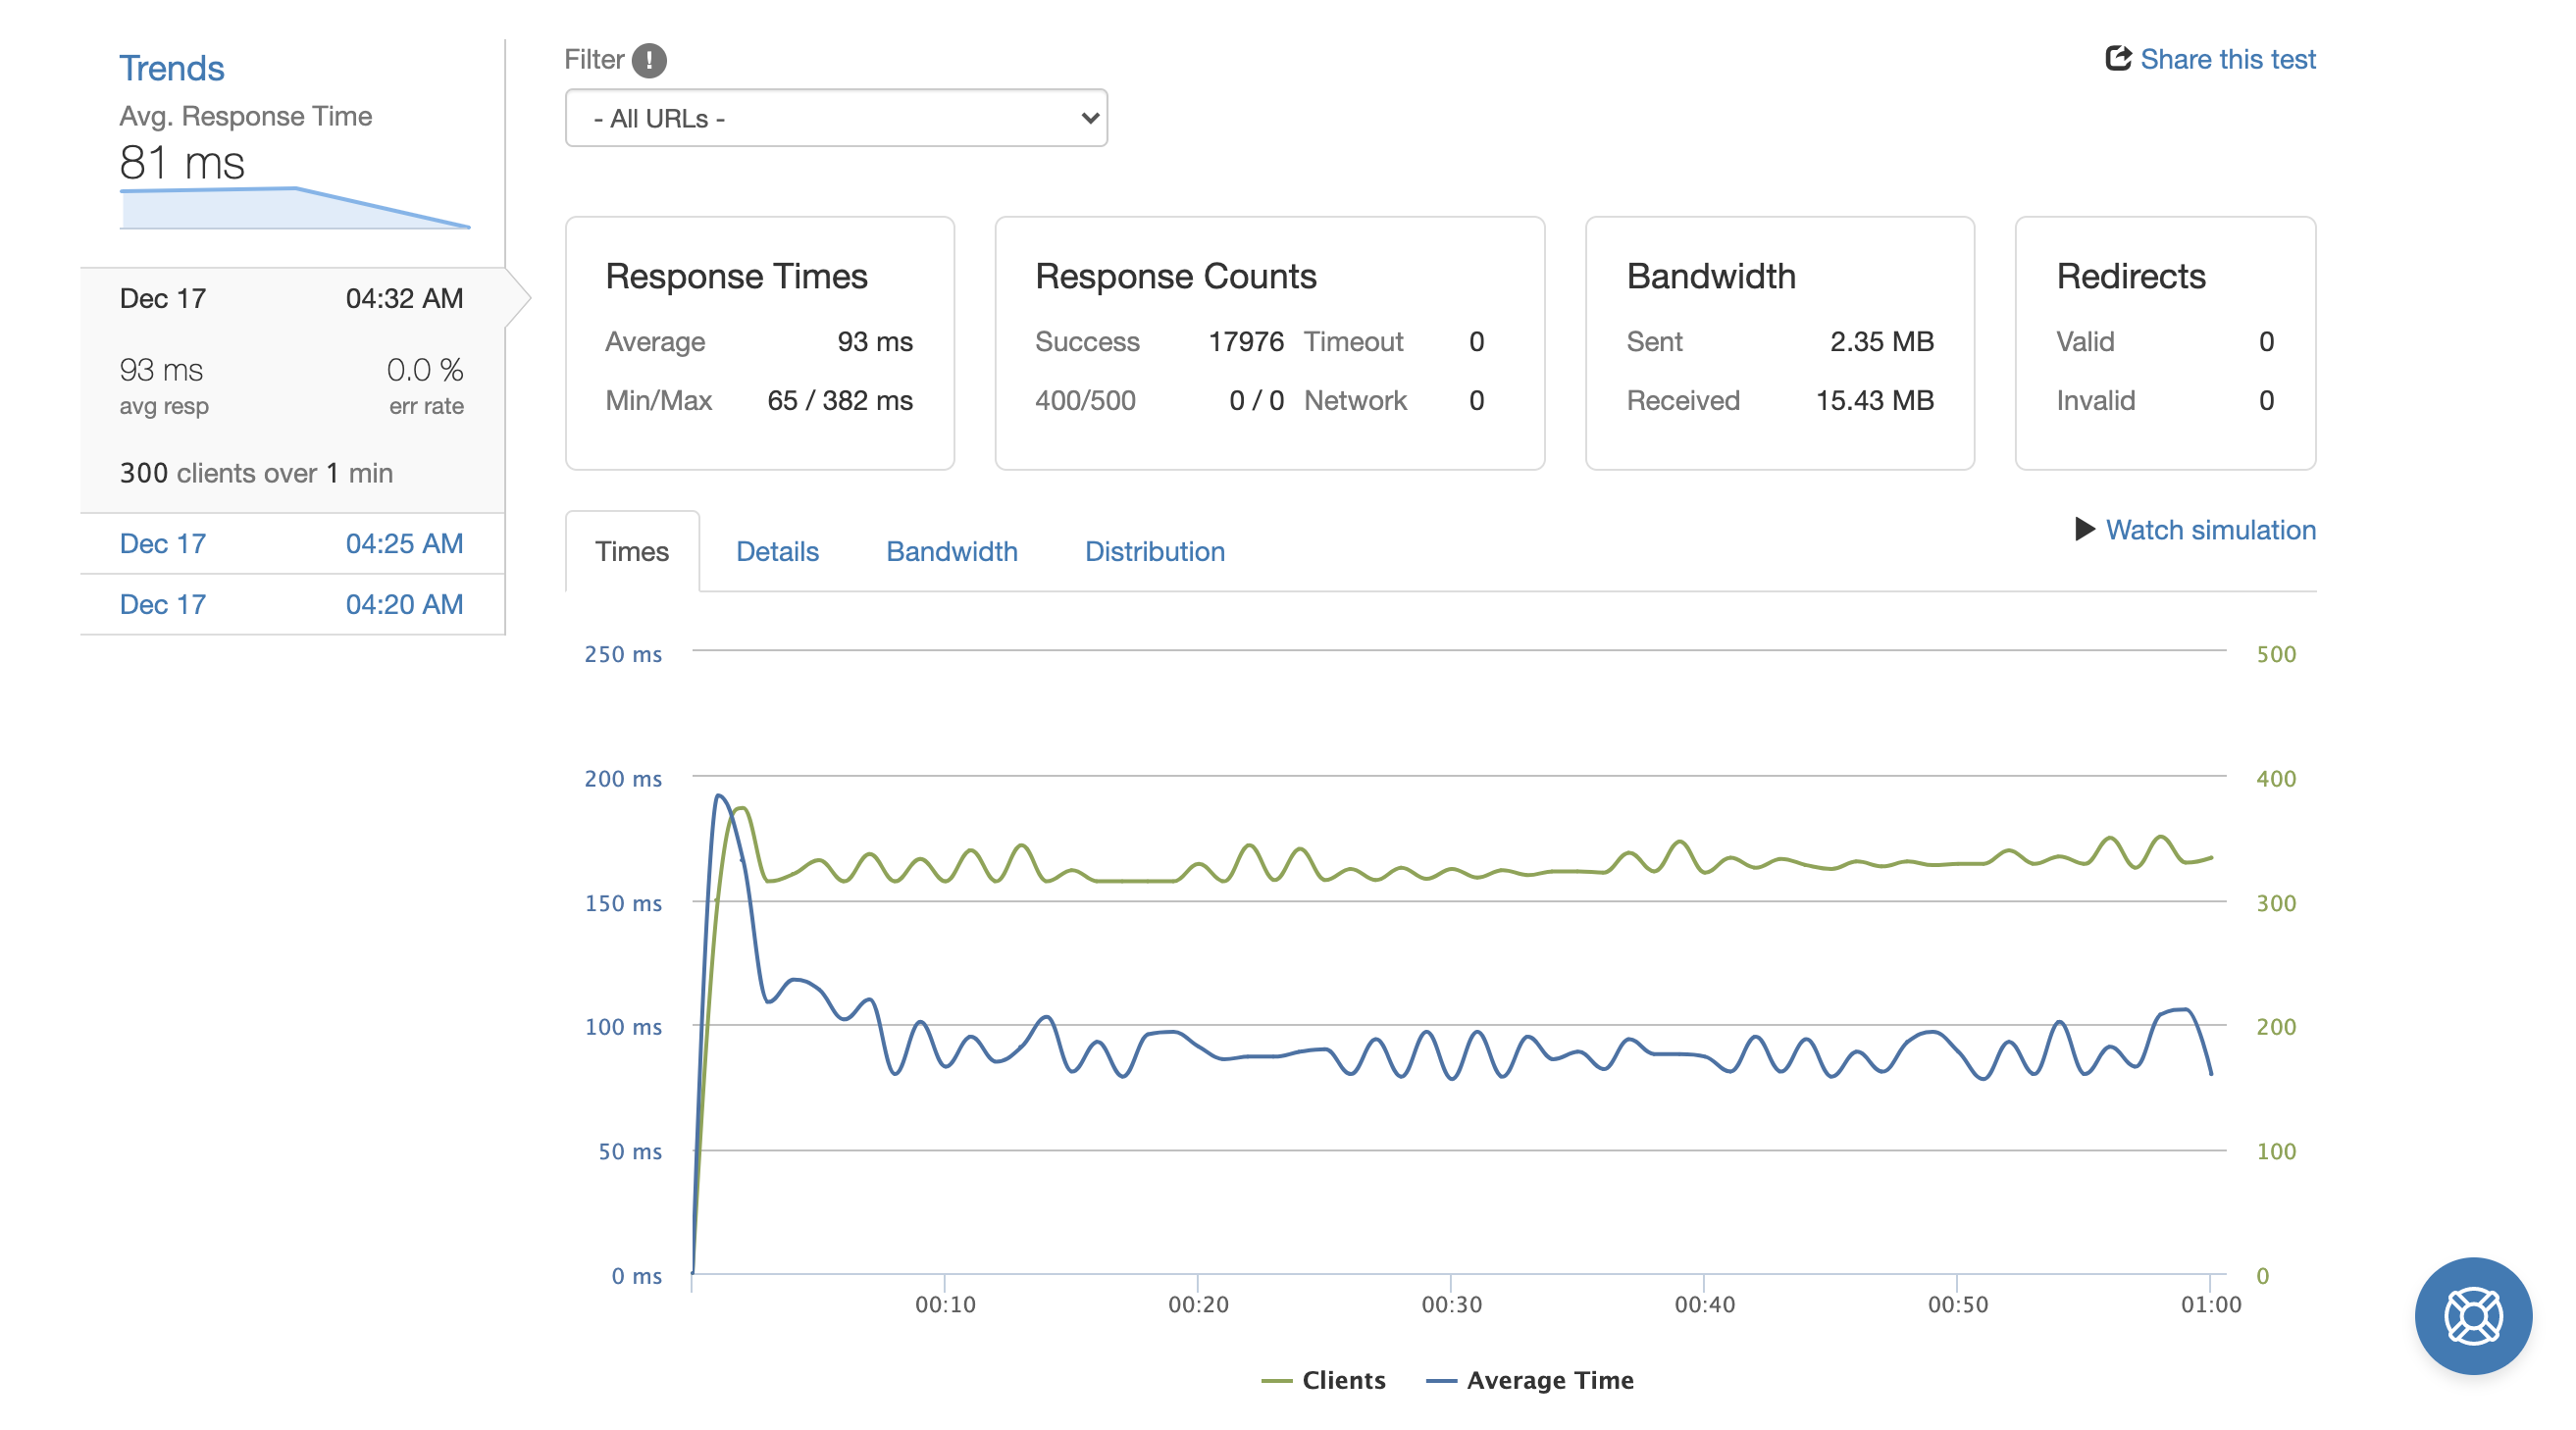 Trends
Avg. Response Time
81 ms
Dec 17 04:32 AM
93 ms 0.0 %
avg resp err rate
300 clients over 1 min
Dec 17 04:25 AM
Dec 17 04:20 AM
Filter !
Share this test
- All URLs -
Response Times
Average 93 ms
Min/Max 65 / 382 ms
Response Counts
Success 17976 Timeout 0
400/500 0 / 0 Network 0
Bandwidth
Sent 2.35 MB
Received 15.43 MB
Redirects
Valid 0
Invalid 0
Times Details Bandwidth Distribution
Watch simulation
250 ms 500
200 ms 400
150 ms 300
100 ms 200
50 ms 100
0 ms 0
00:10 00:20 00:30 00:40 00:50 01:00
Clients Average Time